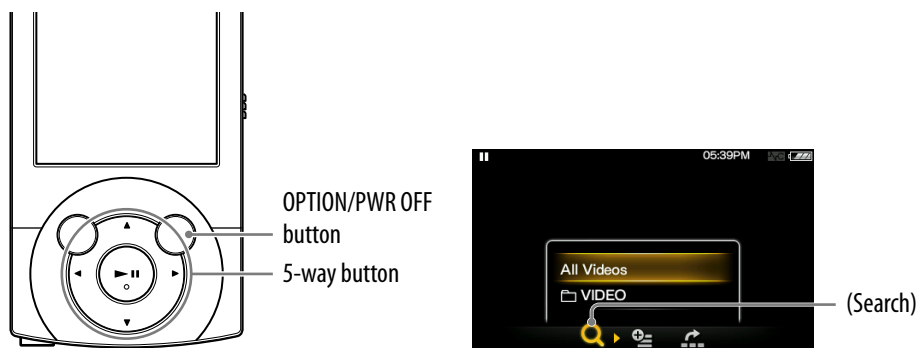 OPTION/PWR OFF
button
5-way button
05:39PM
All Videos
VIDEO
(Search)